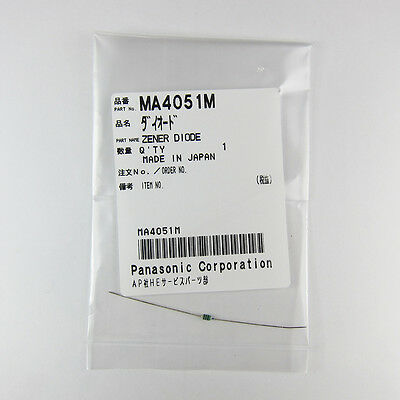 品番 PART No. MA4051M
品名 PART NAME ダイオード
ZENER DIODE
数量 Q'TY 1
MADE IN JAPAN
注文No./ORDER NO.
備考 ITEM NO. (税抜)
MA4051M
Panasonic Corporation
AP社HEサービスパーツ部